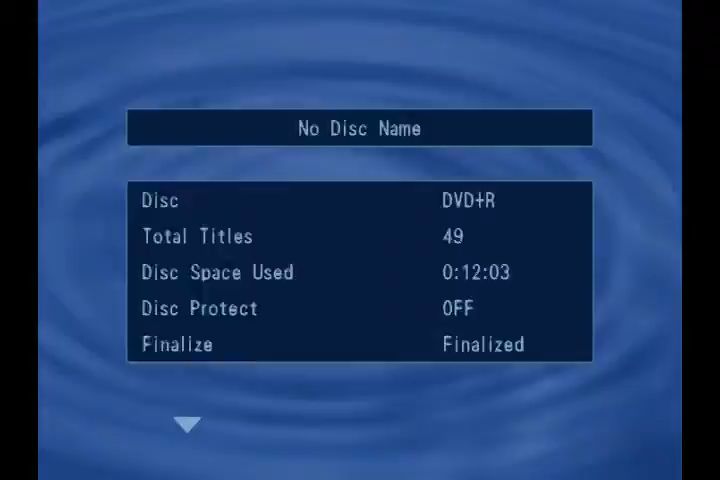 No Disc Name
Disc DVD+R
Total Titles 49
Disc Space Used 0:12:03
Disc Protect OFF
Finalize Finalized